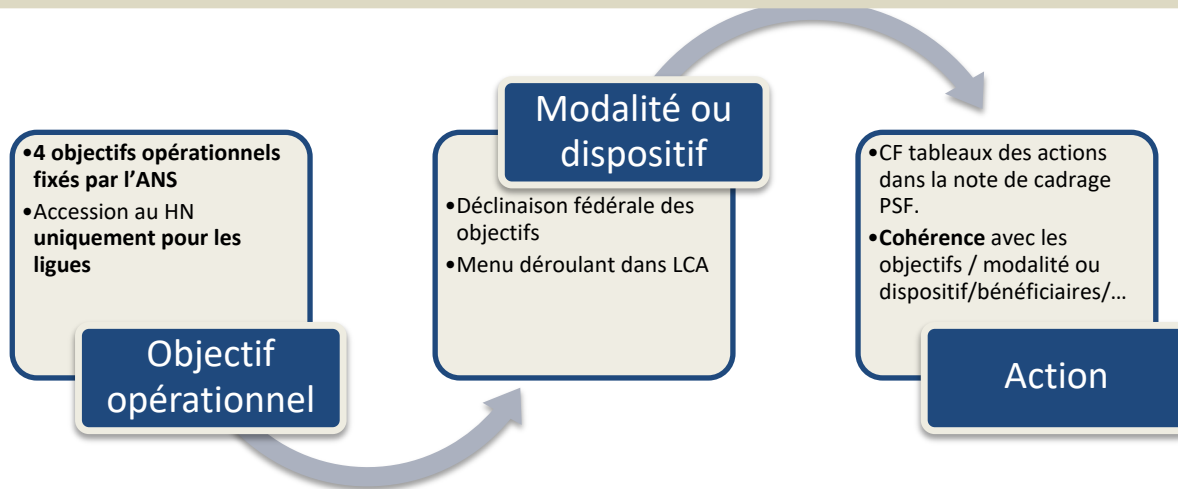 •4 objectifs opérationnels
fixés par l’ANS
•Accession au HN
uniquement pour les
ligues
Objectif
opérationnel
Modalité ou
dispositif
•Déclinaison fédérale des
objectifs
•Menu déroulant dans LCA
•CF tableaux des actions
dans la note de cadrage
PSF.
•Cohérence avec les
objectifs / modalité ou
dispositif/bénéficiaires/…
Action